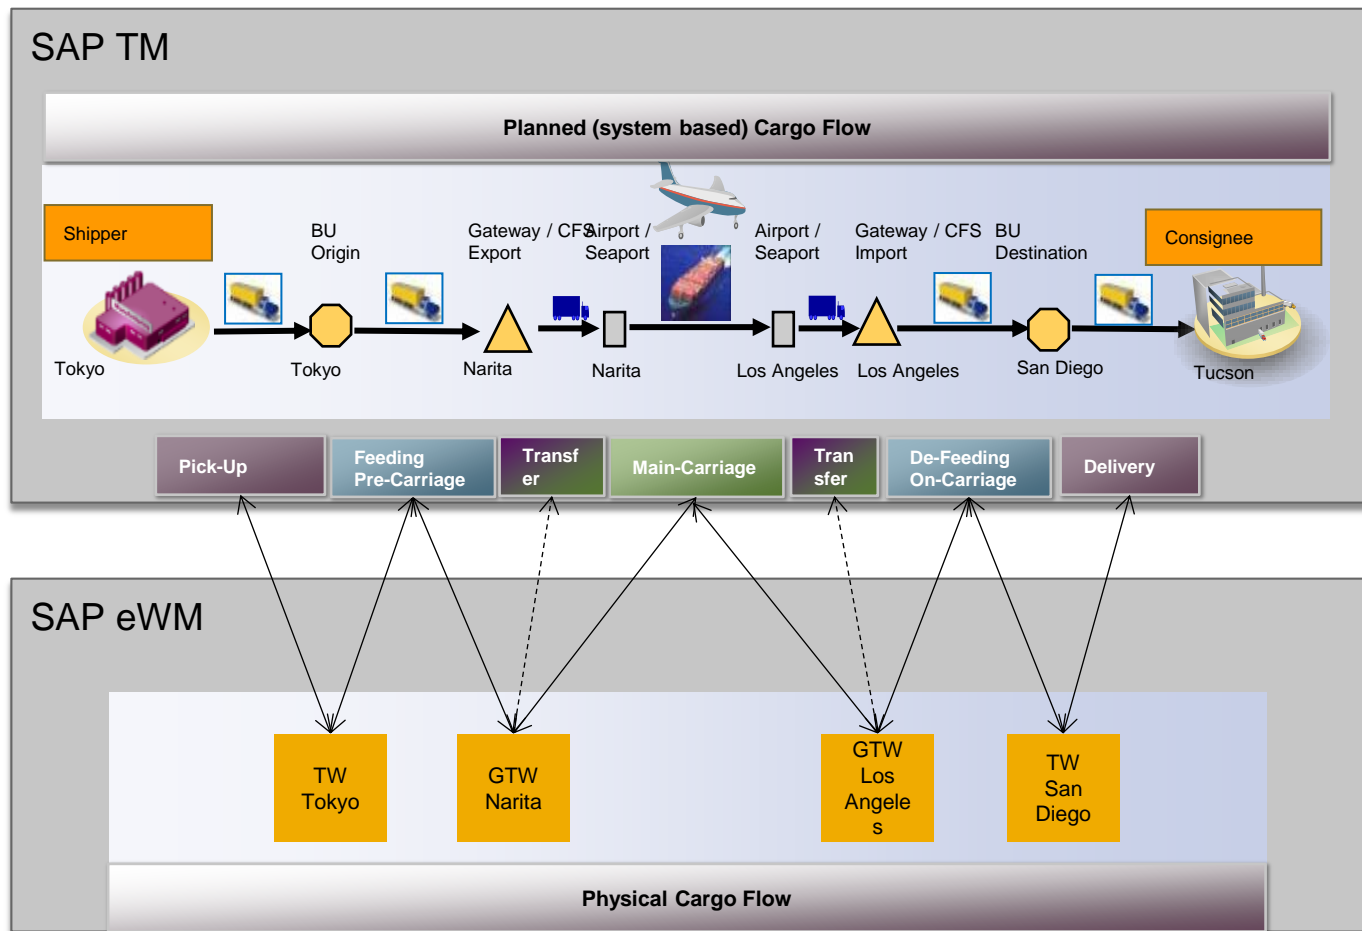 SAP TM
Planned (system based) Cargo Flow
Shipper
BU
Origin
Gateway / CFS
Export
Airport /
Seaport
Airport /
Seaport
Gateway / CFS
Import
BU
Destination
Consignee
Tokyo
Tokyo
Narita
Narita
Los Angeles
Los Angeles
San Diego
Tucson
Pick-Up
Feeding
Pre-Carriage
Transf
er
Main-Carriage
Tran
sfer
De-Feeding
On-Carriage
Delivery
SAP eWM
TW
Tokyo
GTW
Narita
GTW
Los
Angele
s
TW
San
Diego
Physical Cargo Flow